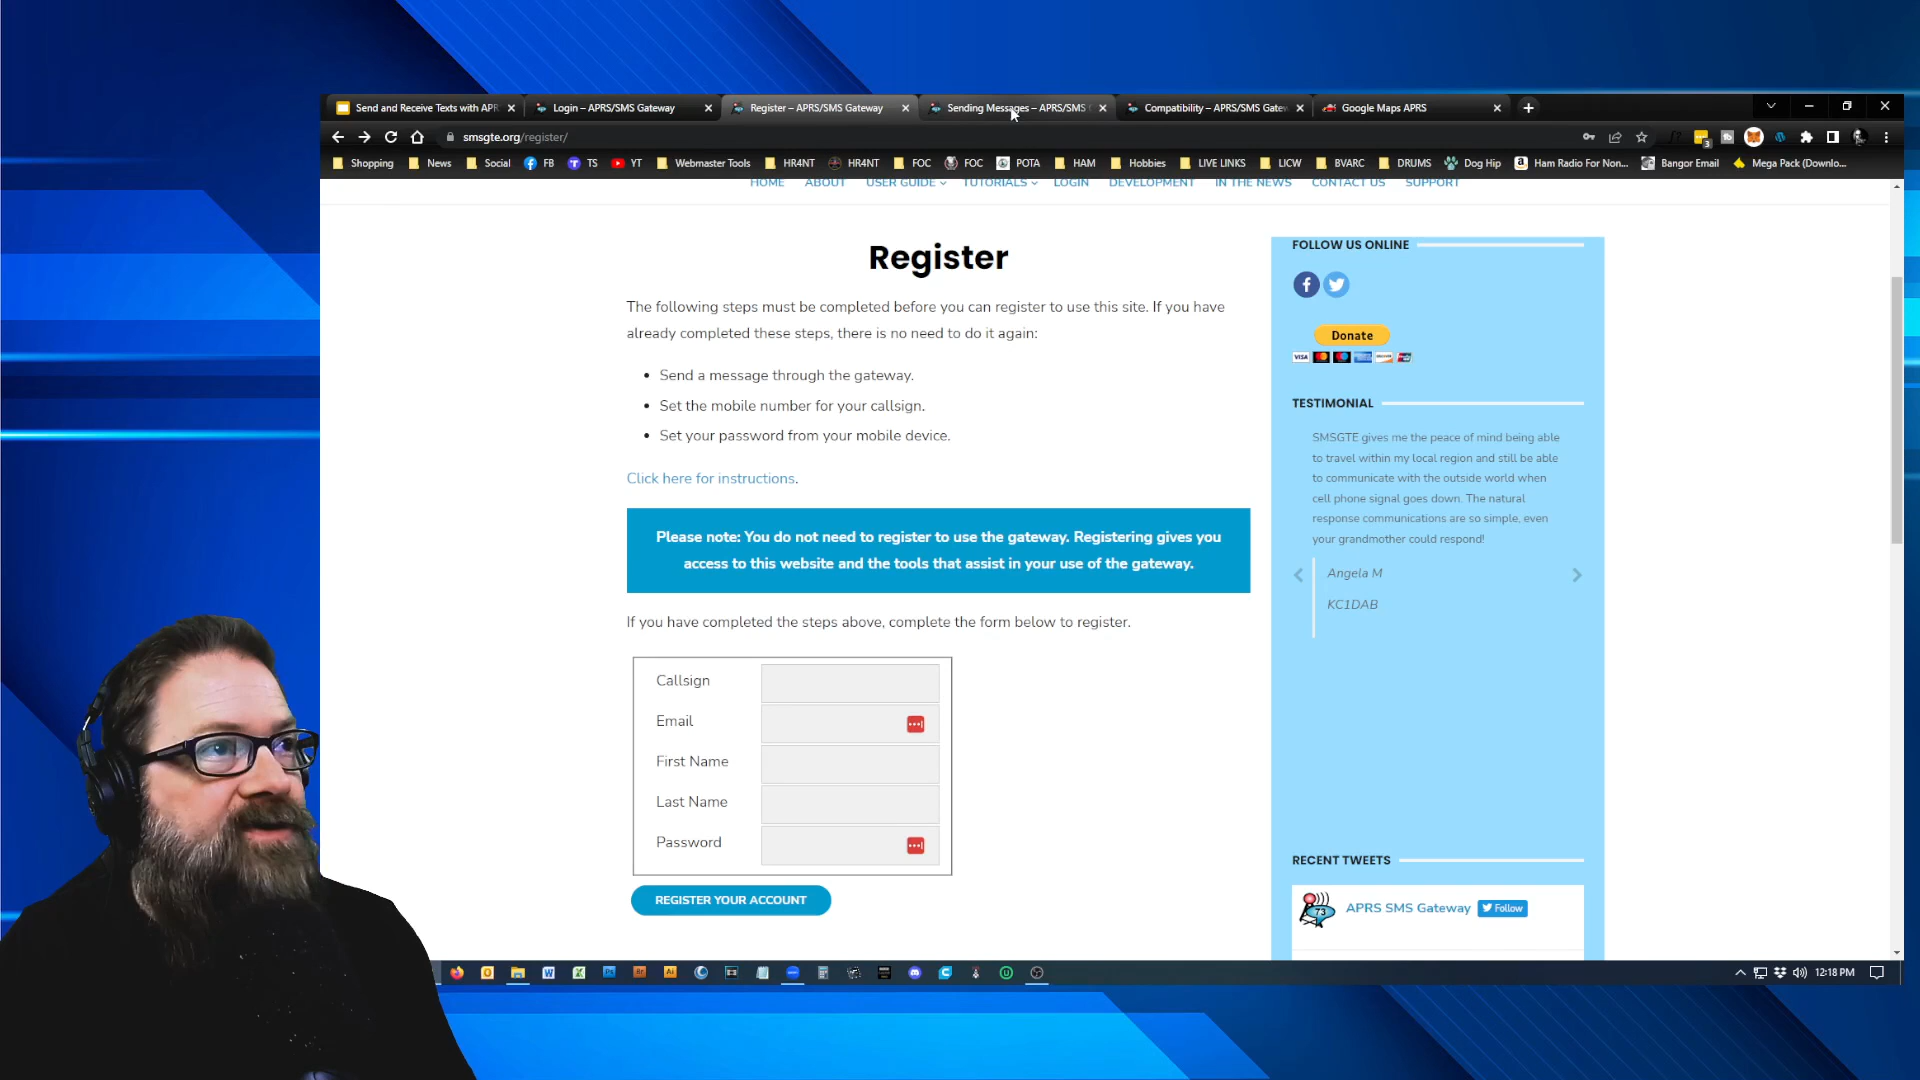 Send and Receive Texts with APR
Login – APRS/SMS Gateway
Register – APRS/SMS Gateway
Sending Messages – APRS/SMS
Compatibility – APRS/SMS Gatew
Google Maps APRS
smsgte.org/register/
3
Shopping
News
Social
FB
TS
YT
Webmaster Tools
HR4NT
HR4NT
FOC
FOC
POTA
HAM
Hobbies
LIVE LINKS
LICW
BVARC
DRUMS
Dog Hip
Ham Radio For Non...
Bangor Email
Mega Pack (Downlo...
HOME
ABOUT
USER GUIDE
TUTORIALS
LOGIN
DEVELOPMENT
IN THE NEWS
CONTACT US
SUPPORT
Register
The following steps must be completed before you can register to use this site. If you have
already completed these steps, there is no need to do it again:
• Send a message through the gateway.
• Set the mobile number for your callsign.
• Set your password from your mobile device.
Click here for instructions.
Please note: You do not need to register to use the gateway. Registering gives you
access to this website and the tools that assist in your use of the gateway.
If you have completed the steps above, complete the form below to register.
Callsign
Email
First Name
Last Name
Password
REGISTER YOUR ACCOUNT
FOLLOW US ONLINE
Donate
VISA
TESTIMONIAL
SMSGTE gives me the peace of mind being able
to travel within my local region and still be able
to communicate with the outside world when
cell phone signal goes down. The natural
response communications are so simple, even
your grandmother could respond!
Angela M
KC1DAB
RECENT TWEETS
73
APRS SMS Gateway
Follow
12:18 PM